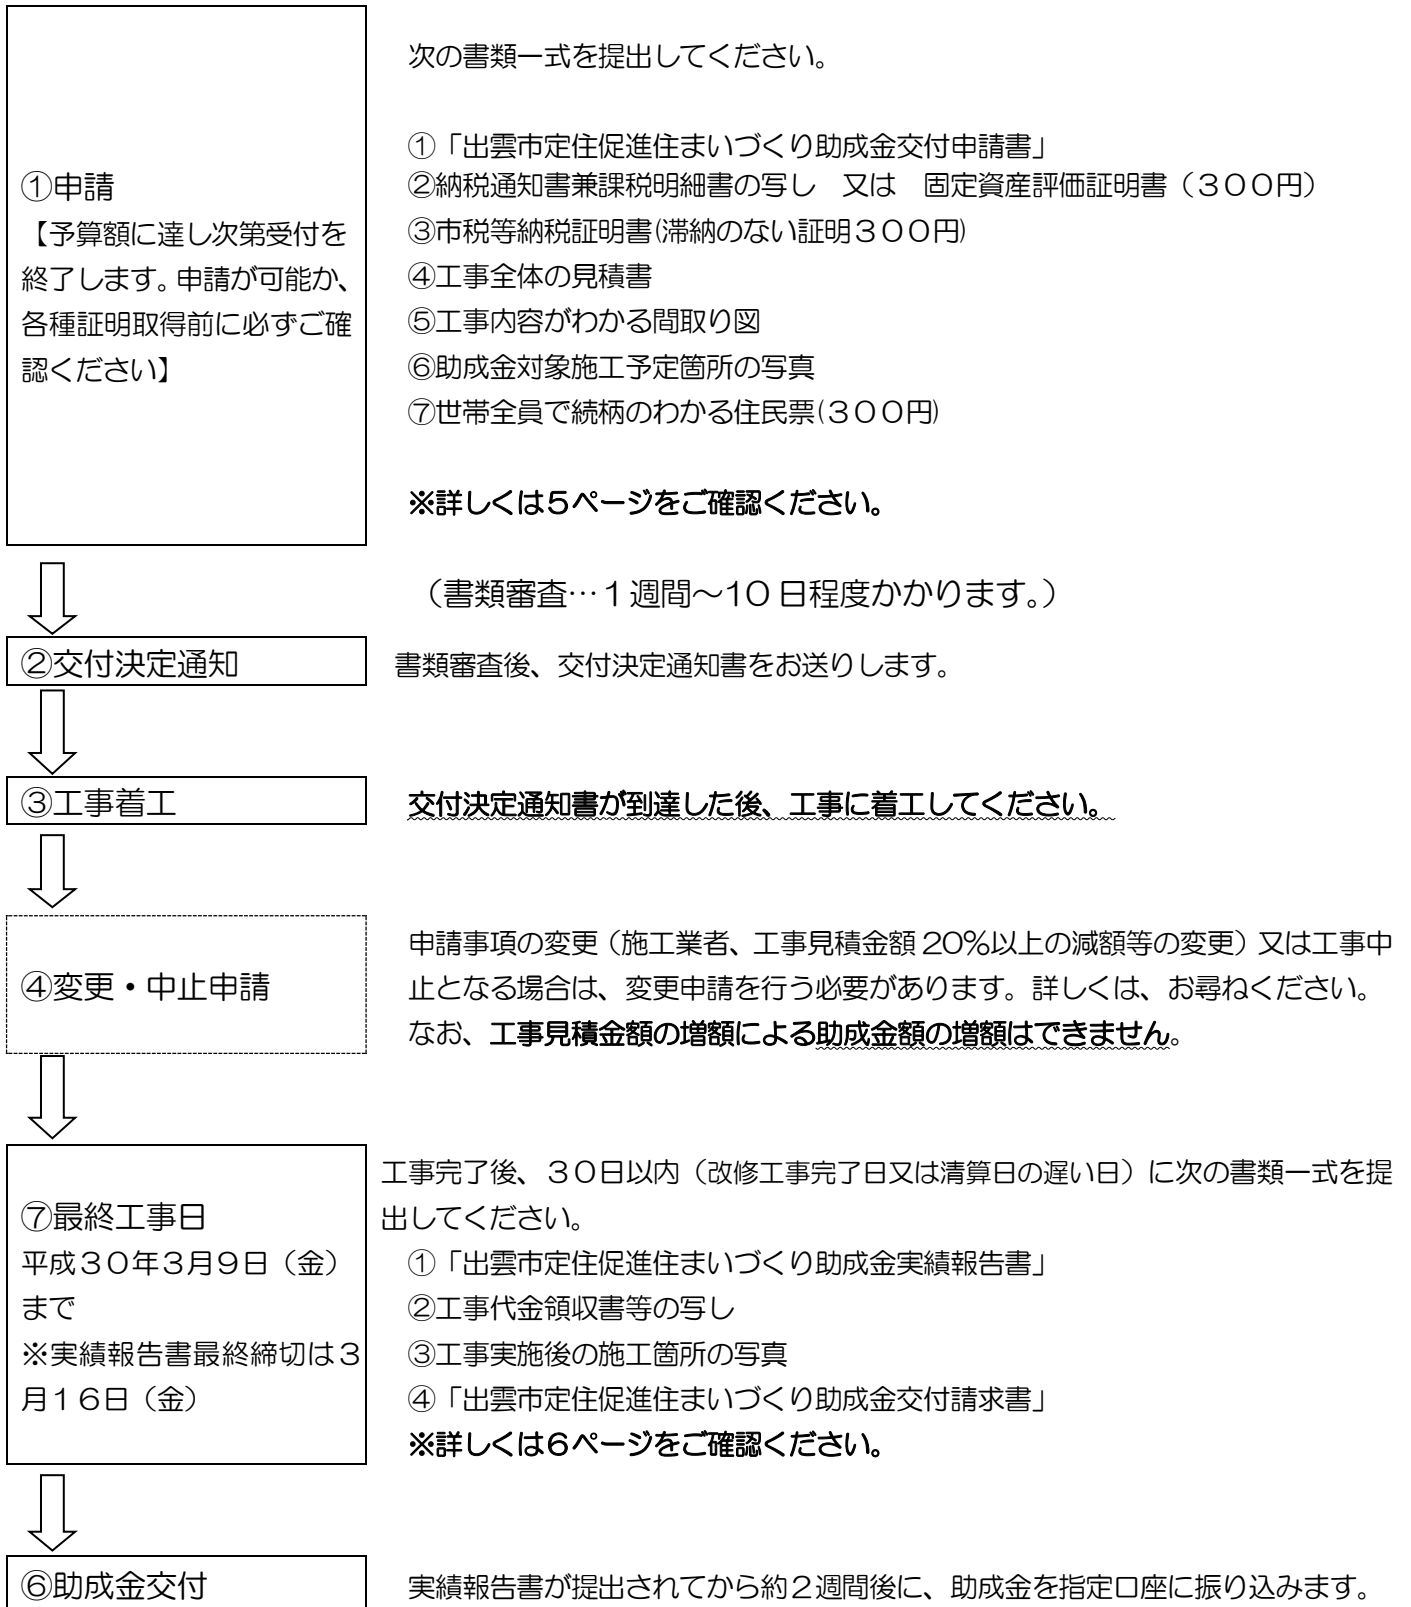 次の書類一式を提出してください。
①「出雲市定住促進住まいづくり助成金交付申請書」
①申請
②納税通知書兼課税明細書の写し　又は　固定資産評価証明書（３００円）
【予算額に達し次第受付を
③市税等納税証明書(滞納のない証明３００円)
終了します。申請が可能か、
④工事全体の見積書
各種証明取得前に必ずご確
⑤工事内容がわかる間取り図
認ください】
⑥助成金対象施工予定箇所の写真
⑦世帯全員で続柄のわかる住民票(３００円)
※詳しくは５ページをご確認ください。
（書類審査…１週間～10日程度かかります。）
②交付決定通知
書類審査後、交付決定通知書をお送りします。
③工事着工
交付決定通知書が到達した後、工事に着工してください。
④変更・中止申請
申請事項の変更（施工業者、工事見積金額20％以上の減額等の変更）又は工事中
止となる場合は、変更申請を行う必要があります。詳しくは、お尋ねください。
なお、工事見積金額の増額による助成金額の増額はできません。
⑦最終工事日
平成３０年３月９日（金）
まで
※実績報告書最終締切は３
月１６日（金）
工事完了後、３０日以内（改修工事完了日又は清算日の遅い日）に次の書類一式を提
出してください。
①「出雲市定住促進住まいづくり助成金実績報告書」
②工事代金領収書等の写し
③工事実施後の施工箇所の写真
④「出雲市定住促進住まいづくり助成金交付請求書」
※詳しくは６ページをご確認ください。
⑥助成金交付
実績報告書が提出されてから約２週間後に、助成金を指定口座に振り込みます。